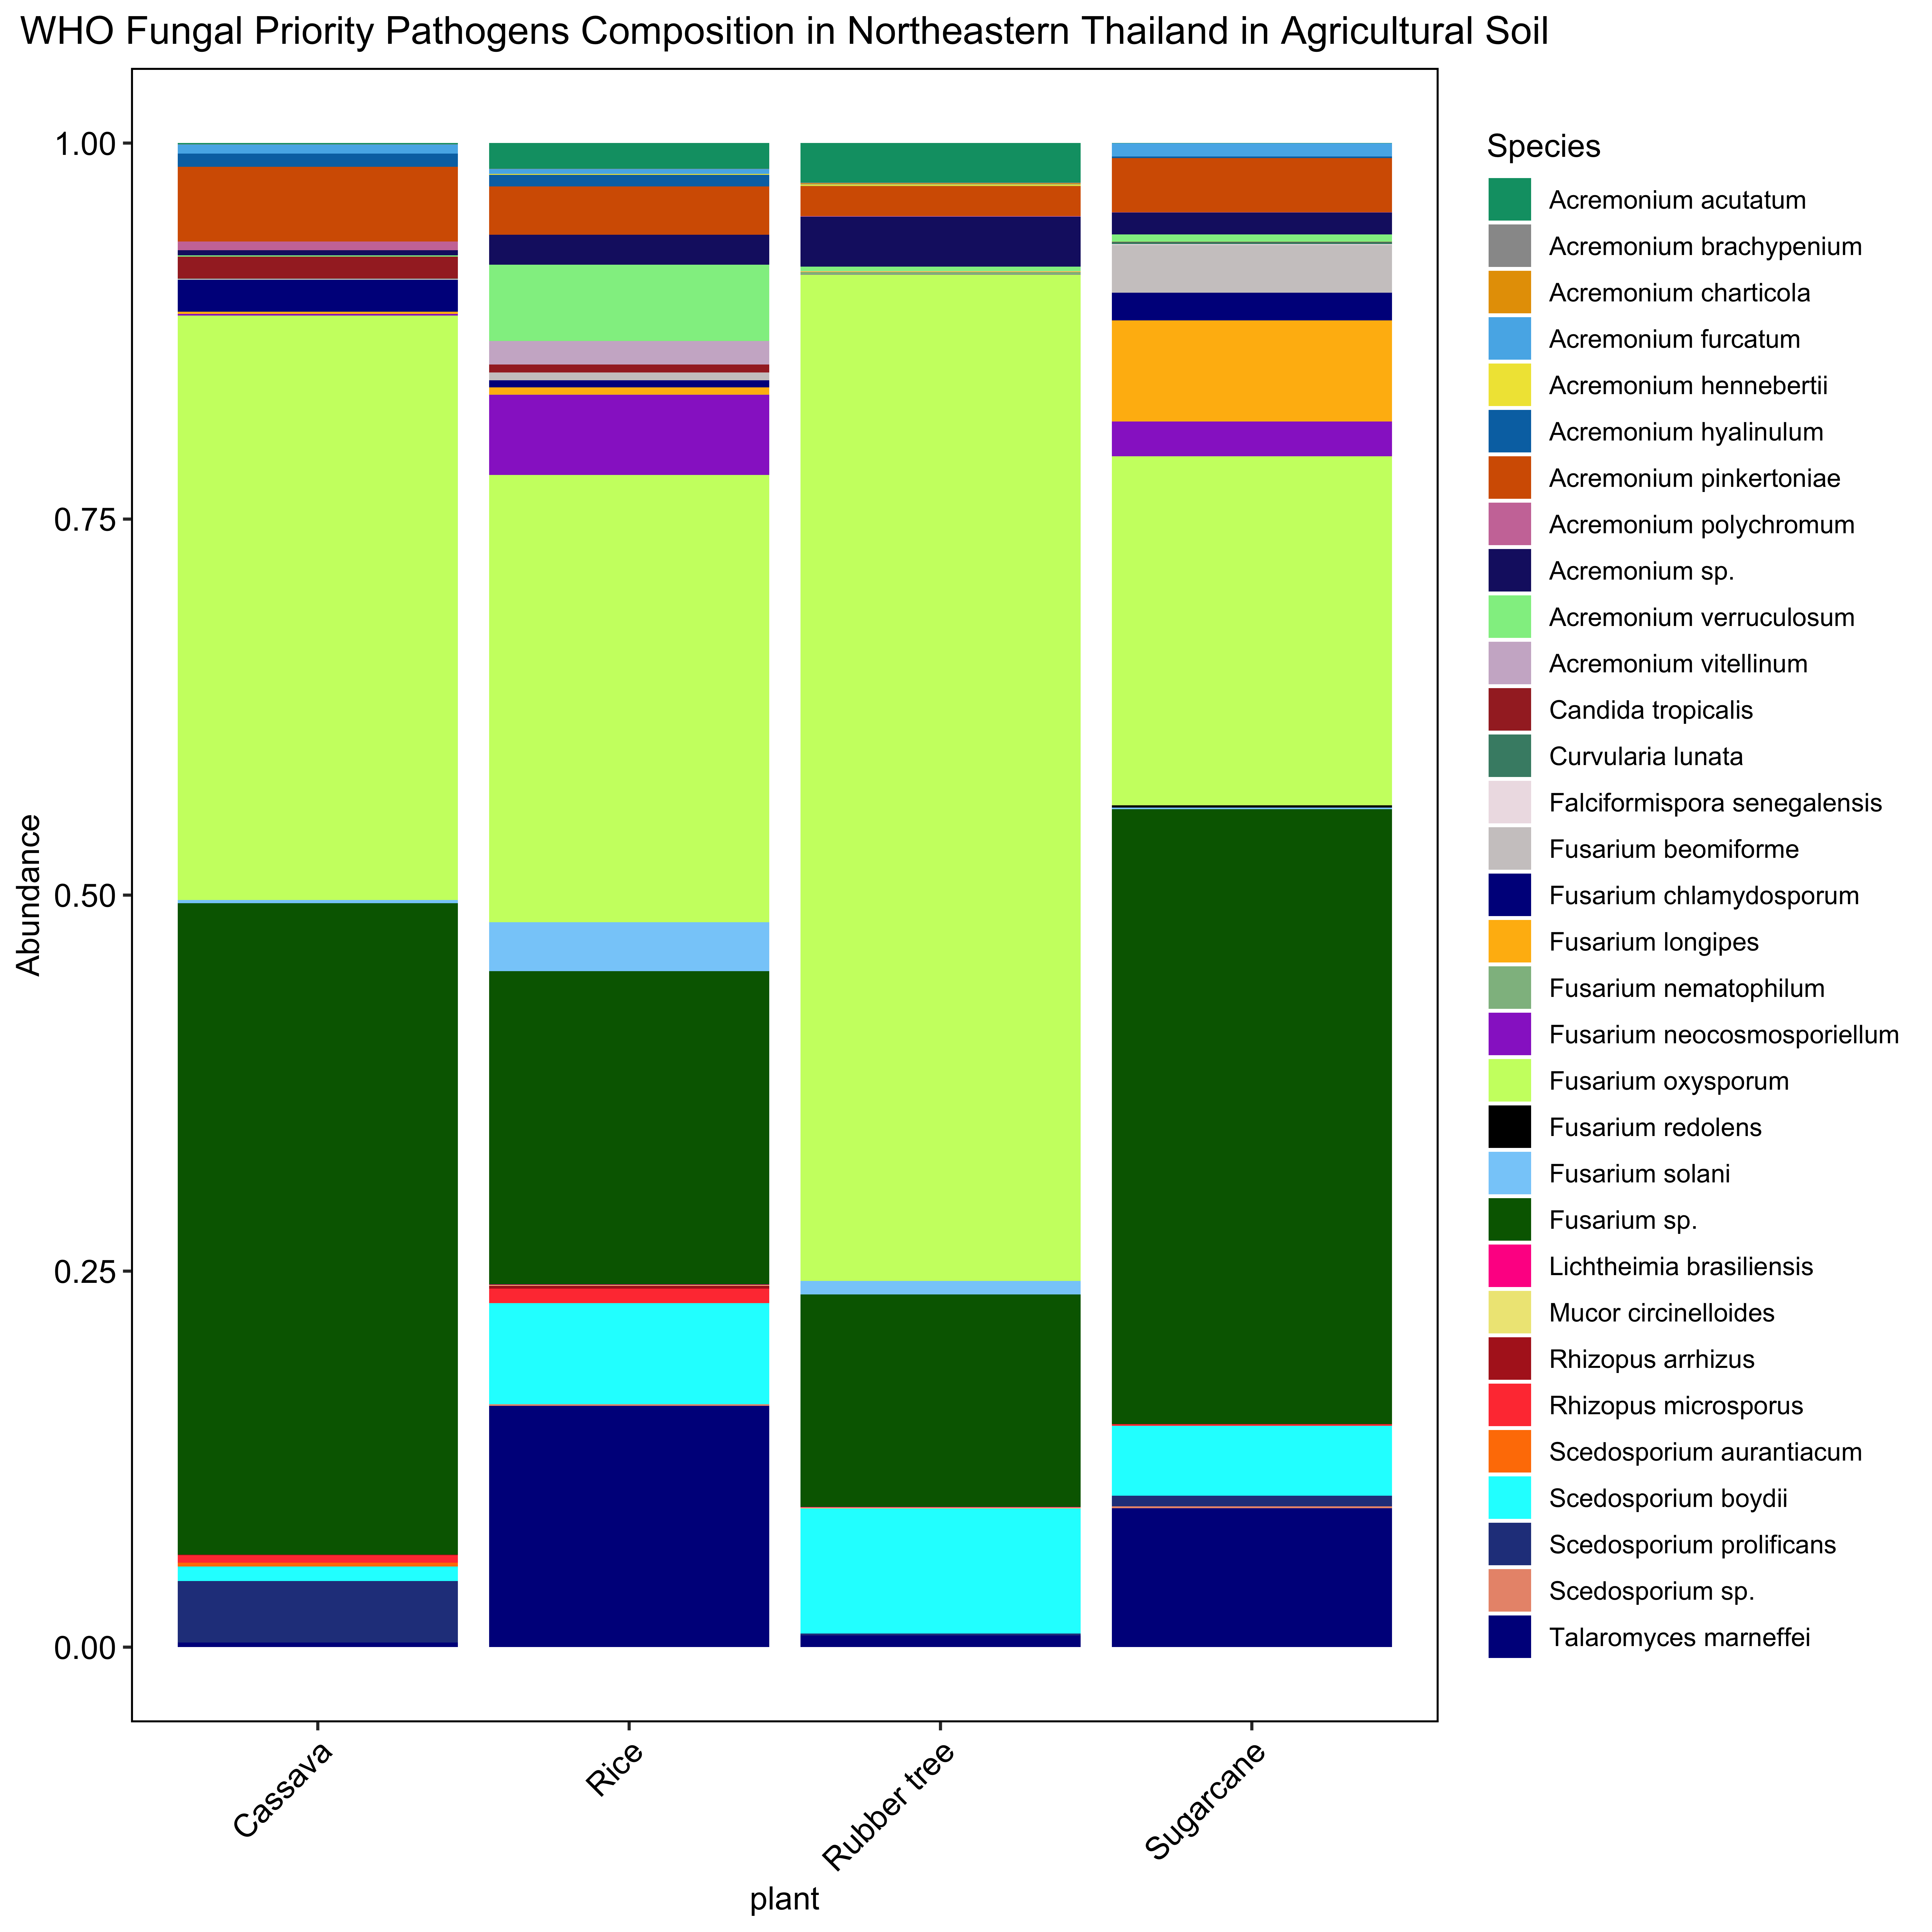 WHO Fungal Priority Pathogens Composition in Northeastern Thailand in Agricultural Soil
1.00
0.75
0.50
0.25
0.00
Abundance
Cassava
Rice
Rubber tree
Sugarcane
plant
Species
Acremonium acutatum
Acremonium brachypenium
Acremonium charticola
Acremonium furcatum
Acremonium hennebertii
Acremonium hyalinulum
Acremonium pinkertoniae
Acremonium polychromum
Acremonium sp.
Acremonium verruculosum
Acremonium vitellinum
Candida tropicalis
Curvularia lunata
Falciformispora senegalensis
Fusarium beomiforme
Fusarium chlamydosporum
Fusarium longipes
Fusarium nematophilum
Fusarium neocosmosporiellum
Fusarium oxysporum
Fusarium redolens
Fusarium solani
Fusarium sp.
Lichtheimia brasiliensis
Mucor circinelloides
Rhizopus arrhizus
Rhizopus microsporus
Scedosporium aurantiacum
Scedosporium boydii
Scedosporium prolificans
Scedosporium sp.
Talaromyces marneffei